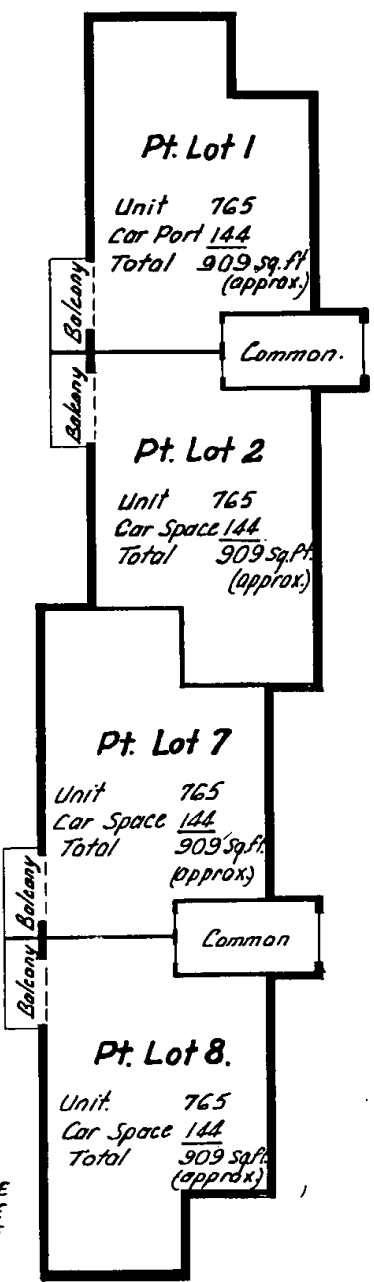 Pt. Lot 1
Unit 765
Car Port 144
Total 909 sq.ft
(approx.)
Balcony
Common.
Balcony
Pt. Lot 2
Unit 765
Car Space 144
Total 909 sq.ft.
(approx.)
Pt. Lot 7
Unit 765
Car Space 144
Total 909 sq.ft.
(approx.)
Balcony
Common
Balcony
Pt. Lot 8.
Unit. 765
Car Space 144
Total 909 sq.ft.
(approx.)